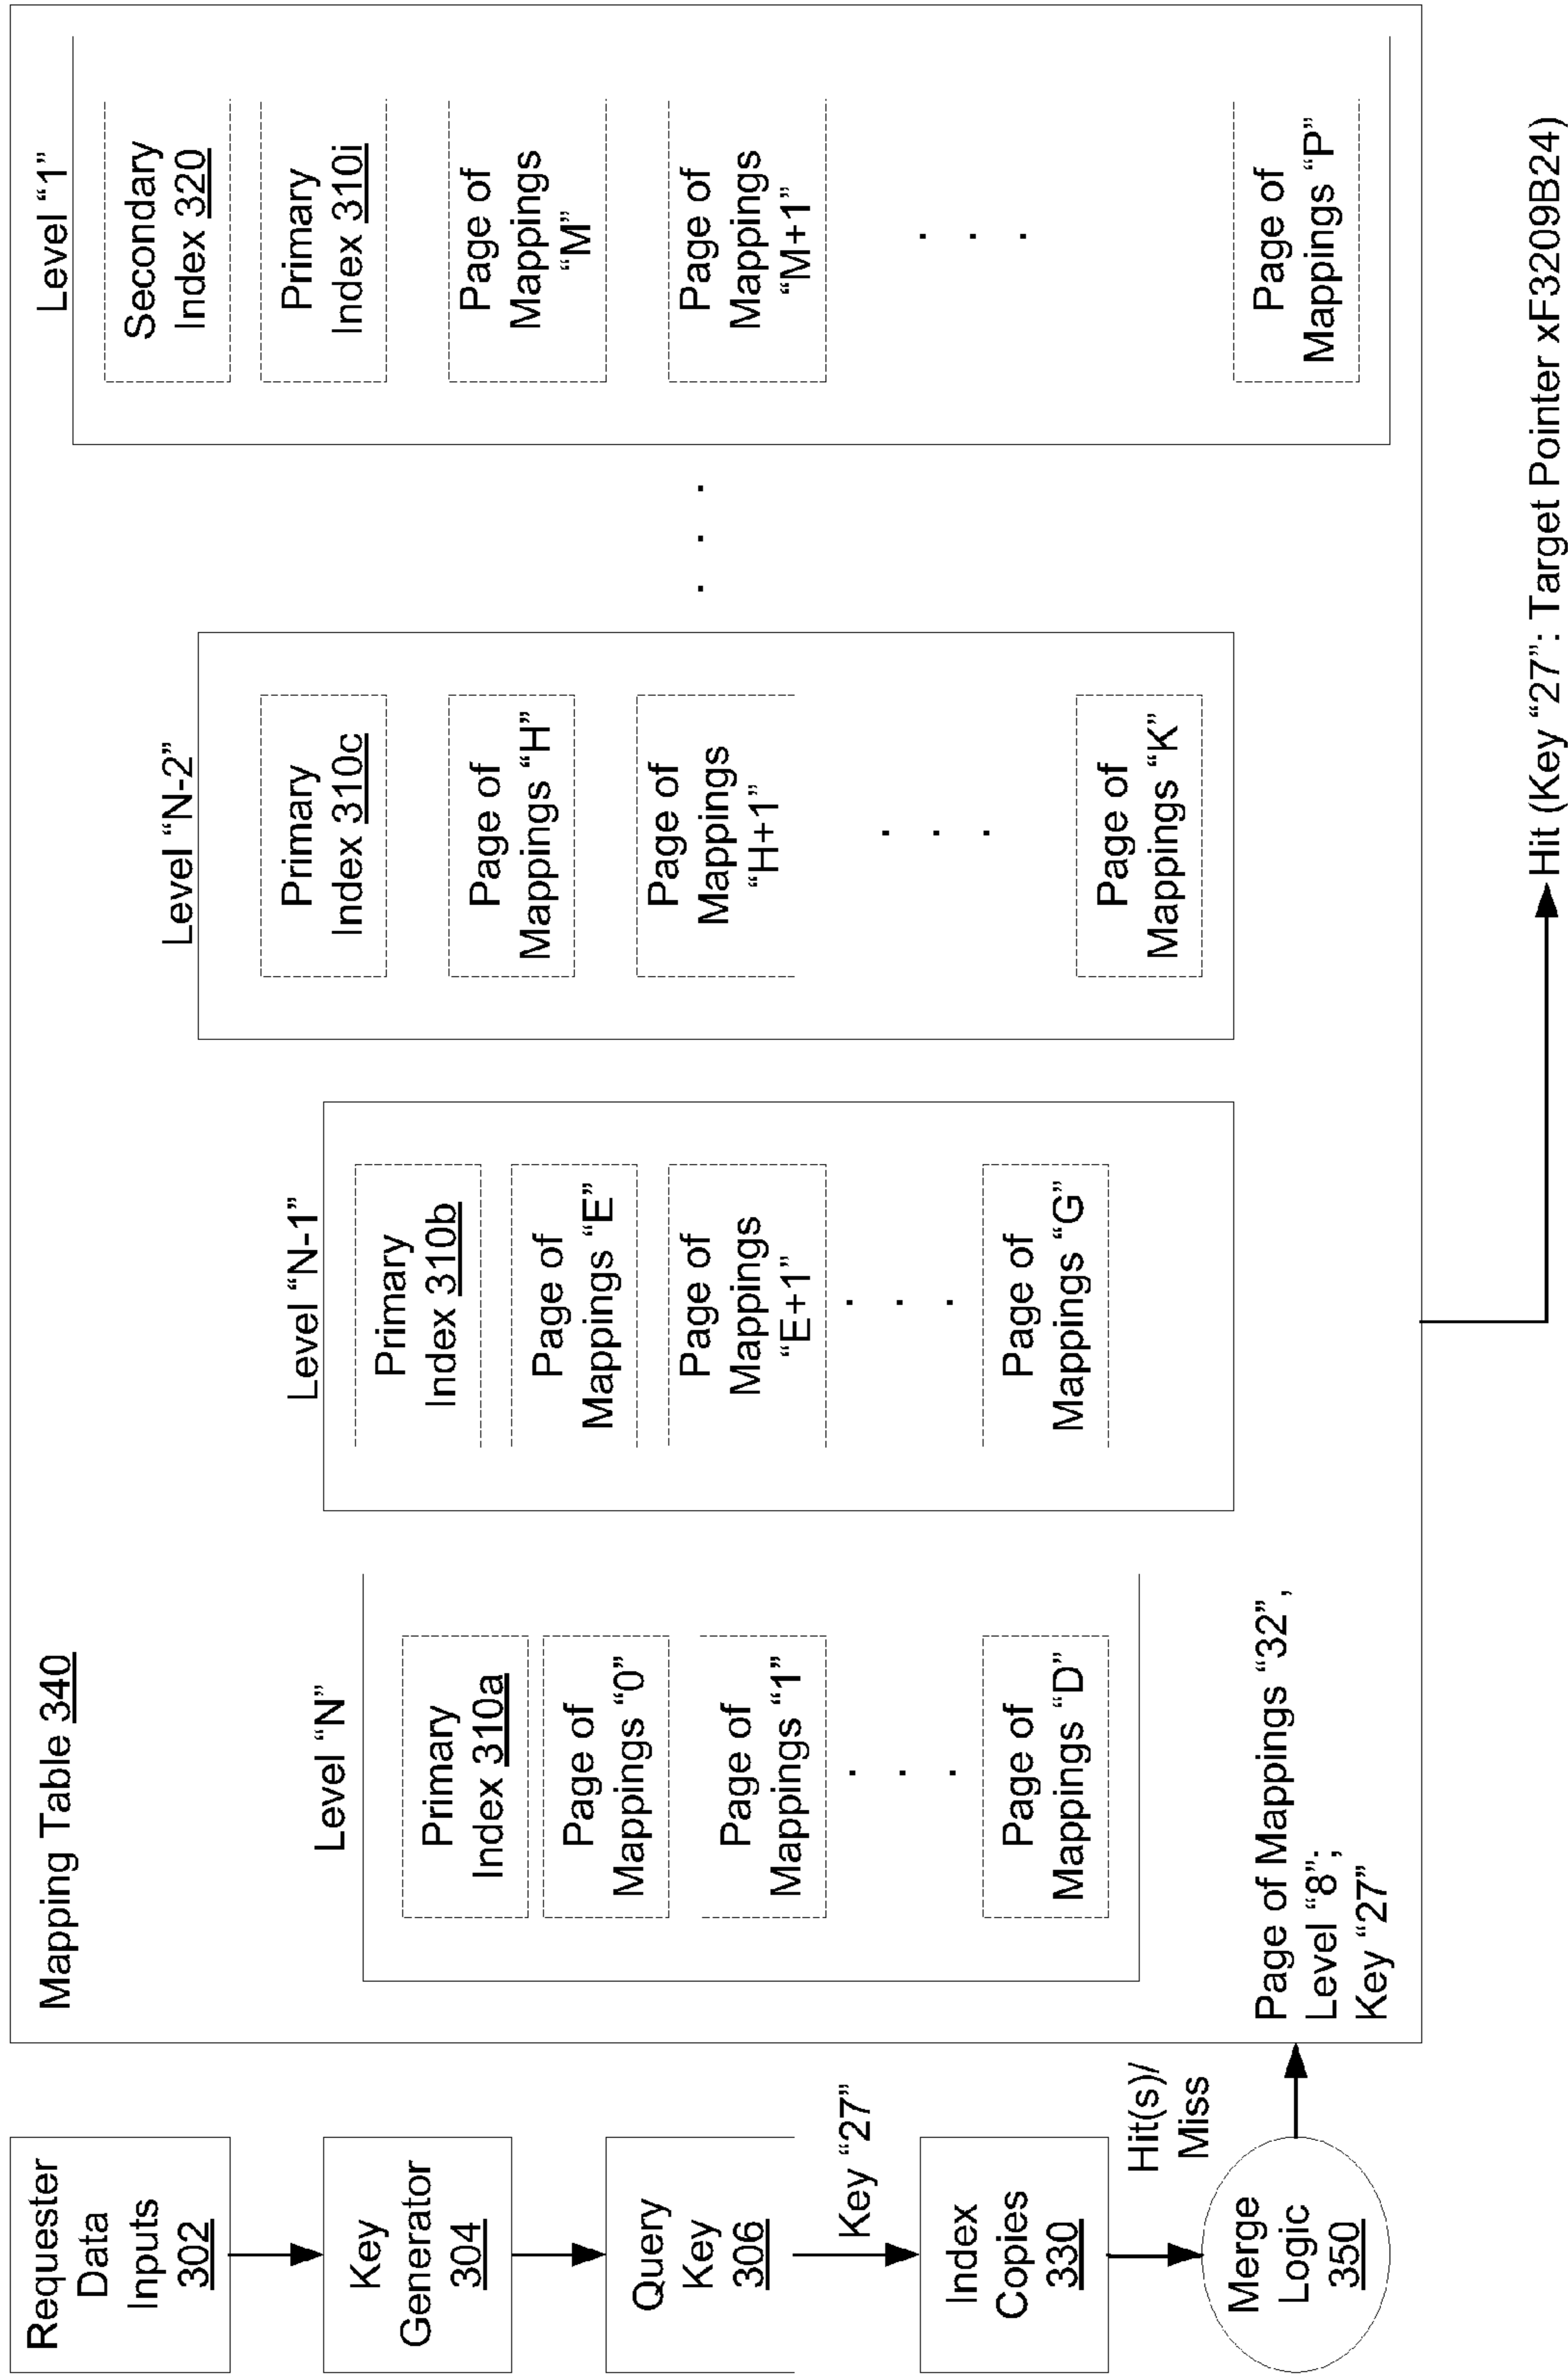 Requester
Data
Inputs
302
Key
Generator
304
Query
Key
306
Key “27”
Index
Copies
330
Hit(s)/
Miss
Merge
Logic
350
Mapping Table 340
Level “N”
Primary
Index 310a
Page of
Mappings “0”
Page of
Mappings “1”
. . .
Page of
Mappings “D”
Level “N-1”
Primary
Index 310b
Page of
Mappings “E”
Page of
Mappings
“E+1”
. . .
Page of
Mappings “G”
Level “N-2”
Primary
Index 310c
Page of
Mappings “H”
Page of
Mappings
“H+1”
. . .
Page of
Mappings “K”
. . .
Level “1”
Secondary
Index 320
Primary
Index 310i
Page of
Mappings
“M”
Page of
Mappings
“M+1”
. . .
Page of
Mappings “P”
Page of Mappings “32”,
Level “8”;
Key “27”
Hit (Key “27”: Target Pointer xF3209B24)